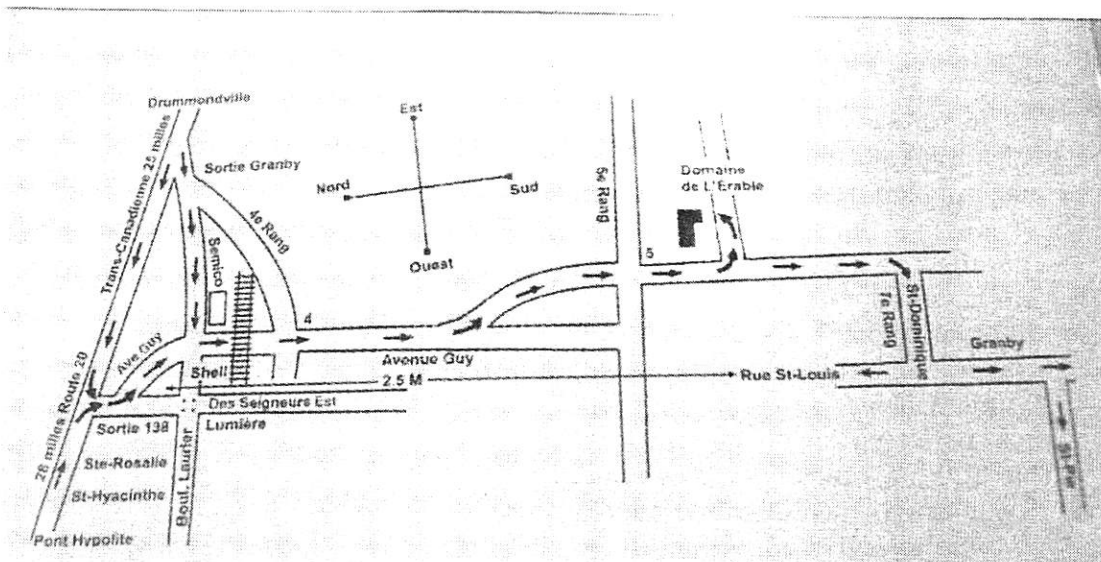 Drummondville
Trans-Canadienne 25 milles
Sortie Granby
4e Rang
Semico
Est
Nord
Sud
Ouest
5e Rang
Domaine
de L'Érable
5
4
Ave Guy
Shell
Avenue Guy
2.5 M
Rue St-Louis
7e Rang
St-Dominique
Granby
St-Pie
28 milles Route 20
Des Seigneurs Est
Sortie 138
Lumière
Boul. Laurier
Ste-Rosalie
St-Hyacinthe
Pont Hypolite